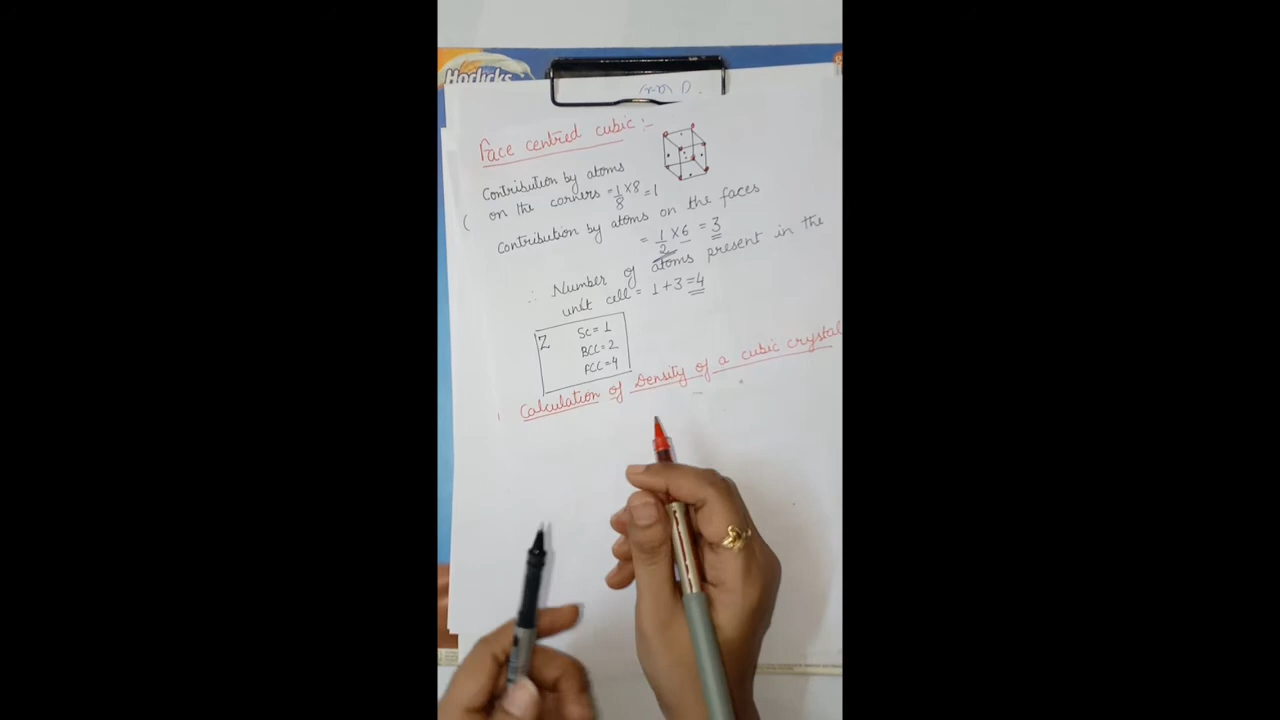 Horlicks
Face centred cubic :-
Contribution by atoms
on the corners = 1/8 × 8 = 1
Contribution by atoms on the faces
= 1/2 × 6 = 3
∴ Number of atoms present in the
unit cell = 1 + 3 = 4
Z
SC = 1
BCC = 2
FCC = 4
Calculation of Density of a cubic crystal